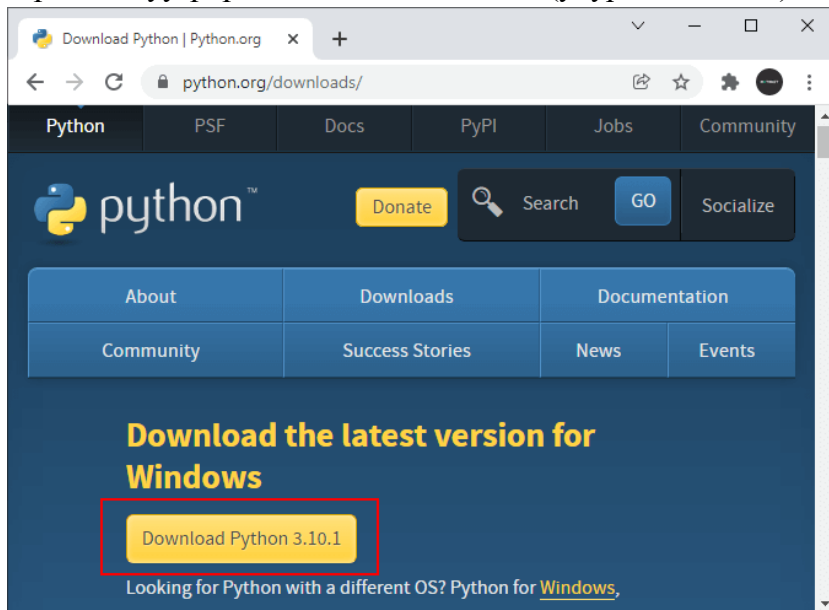 Download Python | Python.org
python.org/downloads/
Python PSF Docs PyPI Jobs Community
python™
Donate Search GO Socialize
About Downloads Documentation
Community Success Stories News Events
Download the latest version for
Windows
Download Python 3.10.1
Looking for Python with a different OS? Python for Windows,